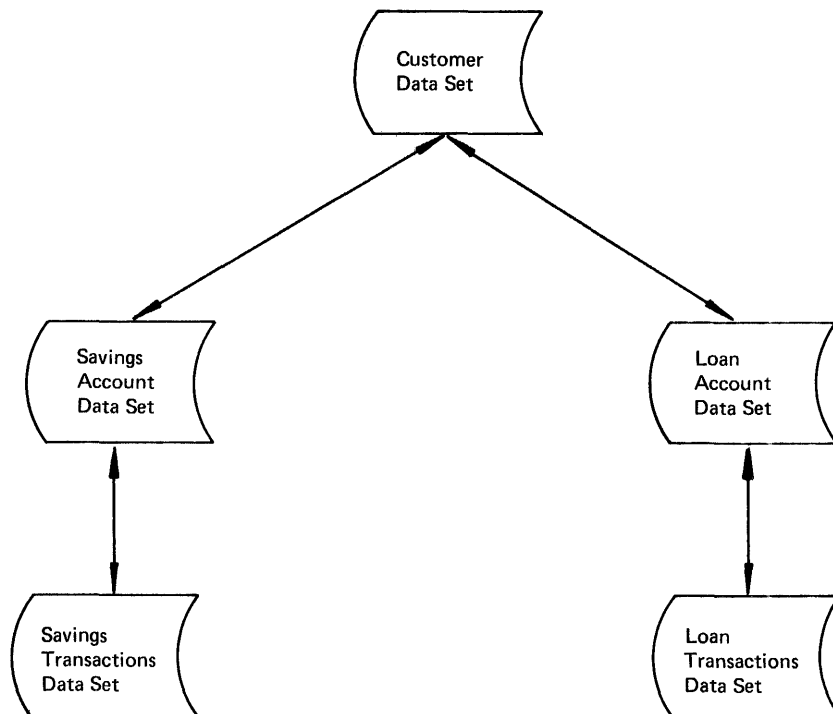 Customer
Data Set
Savings
Account
Data Set
Loan
Account
Data Set
Savings
Transactions
Data Set
Loan
Transactions
Data Set